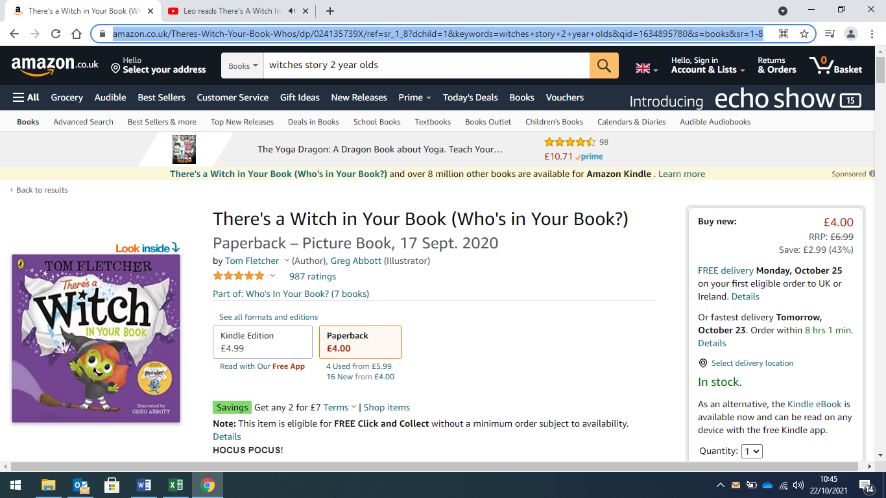 There's a Witch in Your Book (Wh
Leo reads There's A Witch In
amazon.co.uk/Theres-Witch-Your-Book-Whos/dp/024135739X/ref=sr_1_8?dchild=1&keywords=witches+story+2+year+olds&qid=1634895780&s=books&sr=1-8
amazon.co.uk
Hello
Select your address
Books
witches story 2 year olds
Hello, Sign in
Account & Lists
Returns
& Orders
0
Basket
All Grocery Audible Best Sellers Customer Service Gift Ideas New Releases Prime Today's Deals Books Vouchers
Introducing echo show 15
Books Advanced Search Best Sellers & more Top New Releases Deals in Books School Books Textbooks Books Outlet Children's Books Calendars & Diaries Audible Audiobooks
The Yoga Dragon: A Dragon Book about Yoga. Teach Your...
98
£10.71 prime
There's a Witch in Your Book (Who's in Your Book?) and over 8 million other books are available for Amazon Kindle . Learn more
Sponsored
‹ Back to results
Look inside
TOM FLETCHER
There's a
Witch
IN YOUR BOOK
Illustrated by
GREG ABBOTT
There's a Witch in Your Book (Who's in Your Book?)
Paperback – Picture Book, 17 Sept. 2020
by Tom Fletcher (Author), Greg Abbott (Illustrator)
987 ratings
Part of: Who's In Your Book? (7 books)
See all formats and editions
Kindle Edition
£4.99
Paperback
£4.00
Read with Our Free App
4 Used from £5.99
16 New from £4.00
Savings Get any 2 for £7 Terms | Shop items
Note: This item is eligible for FREE Click and Collect without a minimum order subject to availability.
Details
HOCUS POCUS!
Buy new: £4.00
RRP: £6.99
Save: £2.99 (43%)
FREE delivery Monday, October 25
on your first eligible order to UK or
Ireland. Details
Or fastest delivery Tomorrow,
October 23. Order within 8 hrs 1 min.
Details
Select delivery location
In stock.
As an alternative, the Kindle eBook is
available now and can be read on any
device with the free Kindle app.
Quantity: 1
10:45
22/10/2021
14